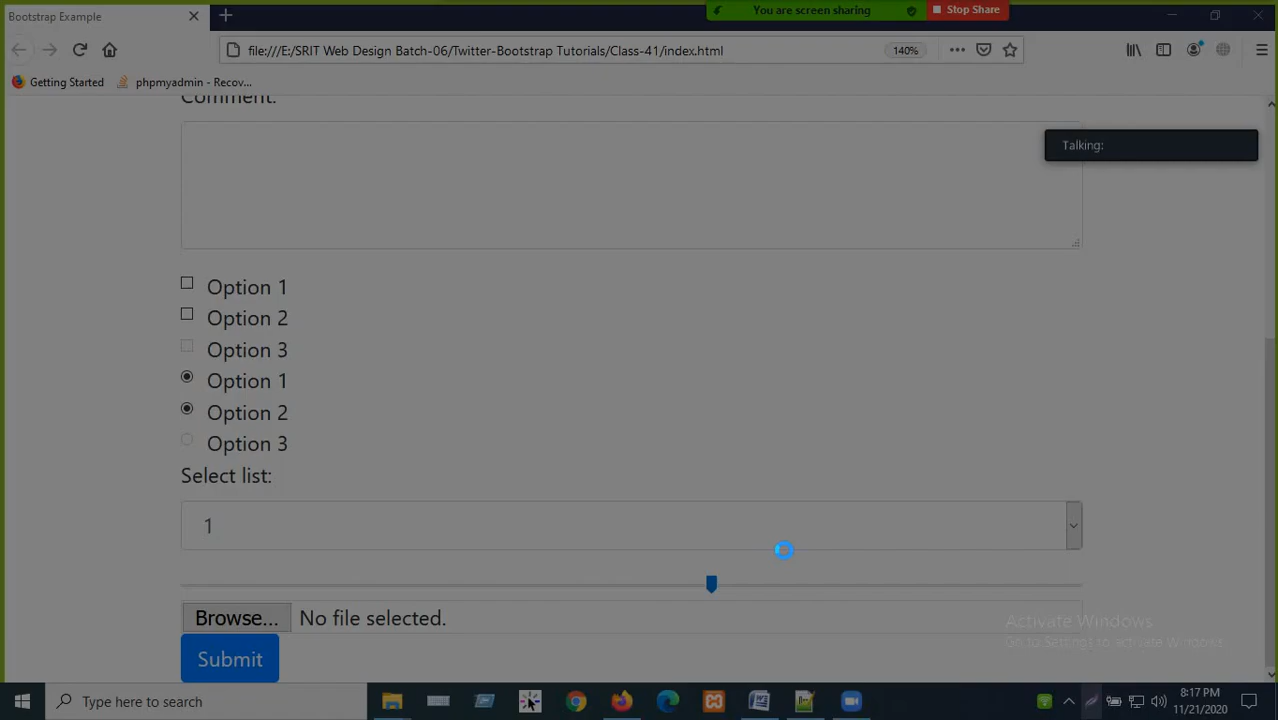 Bootstrap Example
You are screen sharing
Stop Share
file:///E:/SRIT Web Design Batch-06/Twitter-Bootstrap Tutorials/Class-41/index.html
140%
Getting Started
phpmyadmin - Recov...
Comment:
Talking:
Option 1
Option 2
Option 3
Option 1
Option 2
Option 3
Select list:
1
Browse...
No file selected.
Submit
Activate Windows
Go to Settings to activate Windows.
Type here to search
8:17 PM
11/21/2020